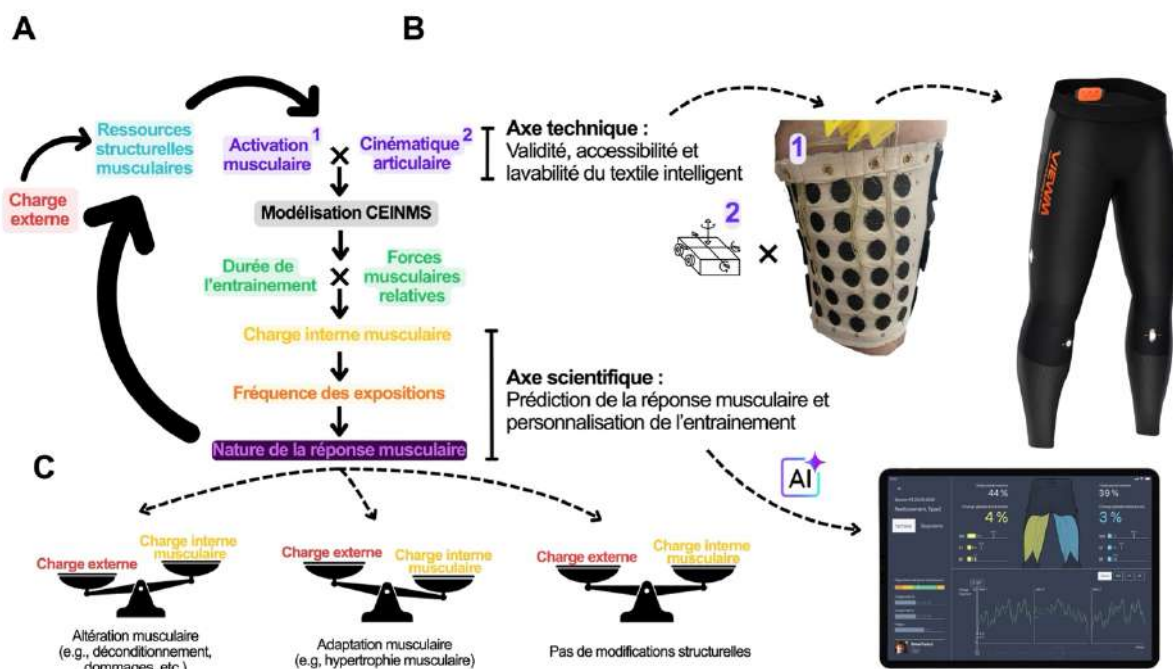 A
B
Ressources
structurelles
musculaires
Charge
externe
Activation 1
musculaire
×
Cinématique 2
articulaire
Modélisation CEINMS
Durée de
l'entrainement
×
Forces
musculaires
relatives
Charge interne musculaire
Fréquence des expositions
Nature de la réponse musculaire
Axe technique :
Validité, accessibilité et
lavabilité du textile intelligent
1
2
×
VIEWM
Axe scientifique :
Prédiction de la réponse musculaire et
personnalisation de l'entrainement
AI
44 %
39 %
4 %
3 %
C
Charge externe
Charge interne
musculaire
Altération musculaire
(e.g., déconditionnement,
dommages, etc.)
Charge externe
Charge interne
musculaire
Adaptation musculaire
(e.g, hypertrophie musculaire)
Charge externe
Charge interne
musculaire
Pas de modifications structurelles